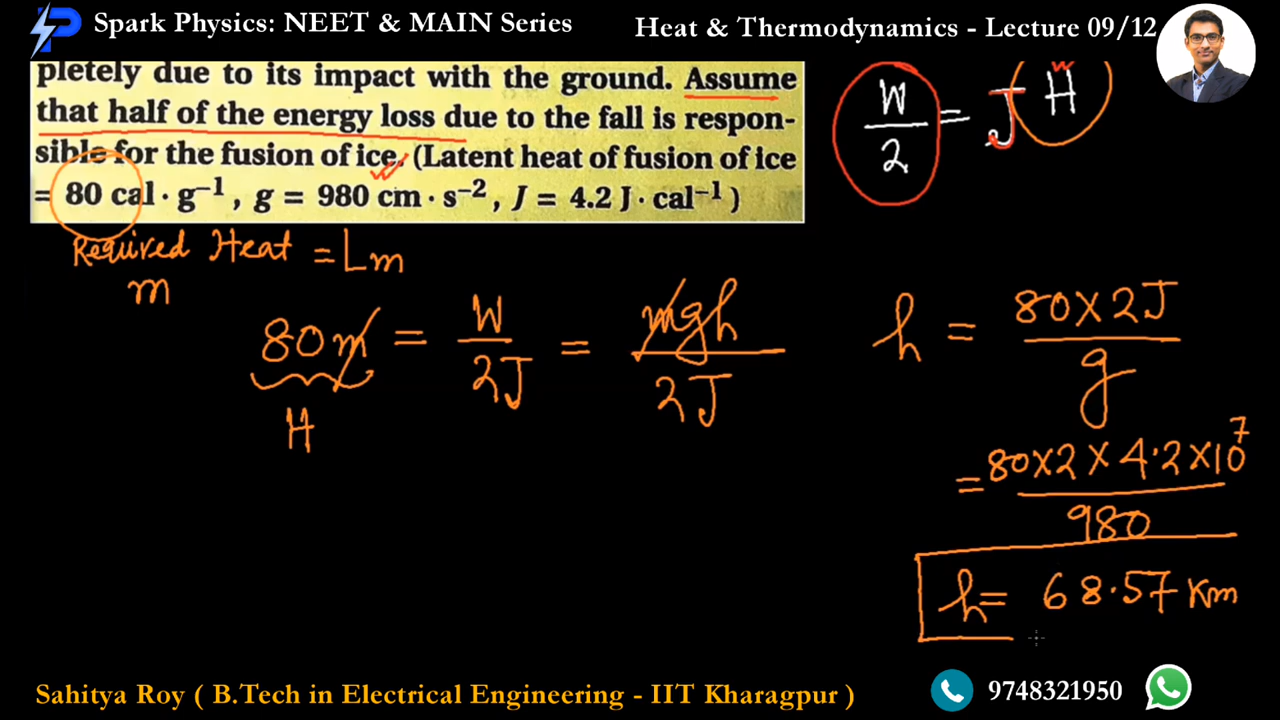 Spark Physics: NEET & MAIN Series
Heat & Thermodynamics - Lecture 09/12
pletely due to its impact with the ground. Assume
that half of the energy loss due to the fall is respon-
sible for the fusion of ice. (Latent heat of fusion of ice
= 80 cal · g⁻¹, g = 980 cm · s⁻², J = 4.2 J · cal⁻¹)
W/2 = J H
Required Heat = Lm
m
80m = W/2J = mgh/2J
H
h = 80×2J/g
= 80×2×4.2×10⁷/980
h = 68.57 Km
Sahitya Roy ( B.Tech in Electrical Engineering - IIT Kharagpur )
9748321950